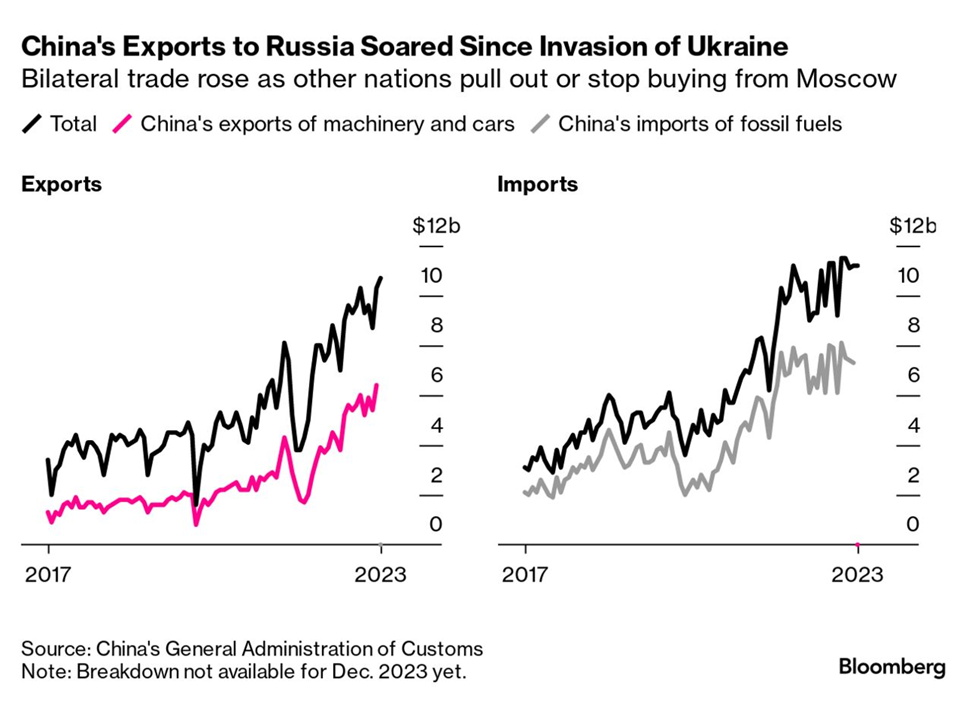 China's Exports to Russia Soared Since Invasion of Ukraine
Bilateral trade rose as other nations pull out or stop buying from Moscow
Total China's exports of machinery and cars China's imports of fossil fuels
Exports Imports
$12b $12b
10 10
8 8
6 6
4 4
2 2
0 0
2017 2023 2017 2023
Source: China's General Administration of Customs
Note: Breakdown not available for Dec. 2023 yet.
Bloomberg